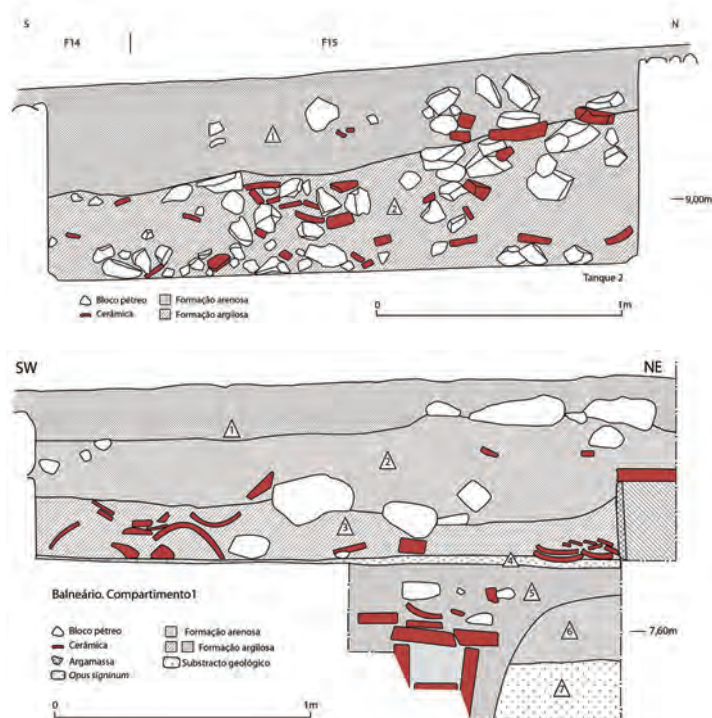 S
N
F14
F15
1
2
9,00m
Tanque 2
Bloco pétreo
Formação arenosa
Cerâmica
Formação argilosa
0
1m
SW
NE
1
2
3
4
5
6
7
7,60m
Balneário. Compartimento1
Bloco pétreo
Formação arenosa
Cerâmica
Formação argilosa
Argamassa
Substracto geológico
Opus signinum
0
1m